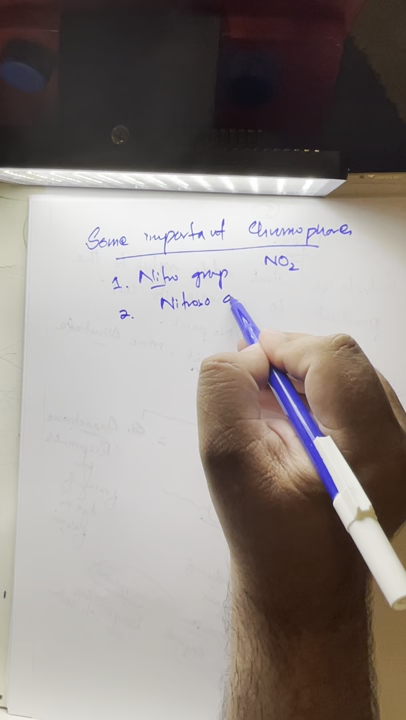 Some important Chromophores
1. Nitro group NO2
2. Nitroso g